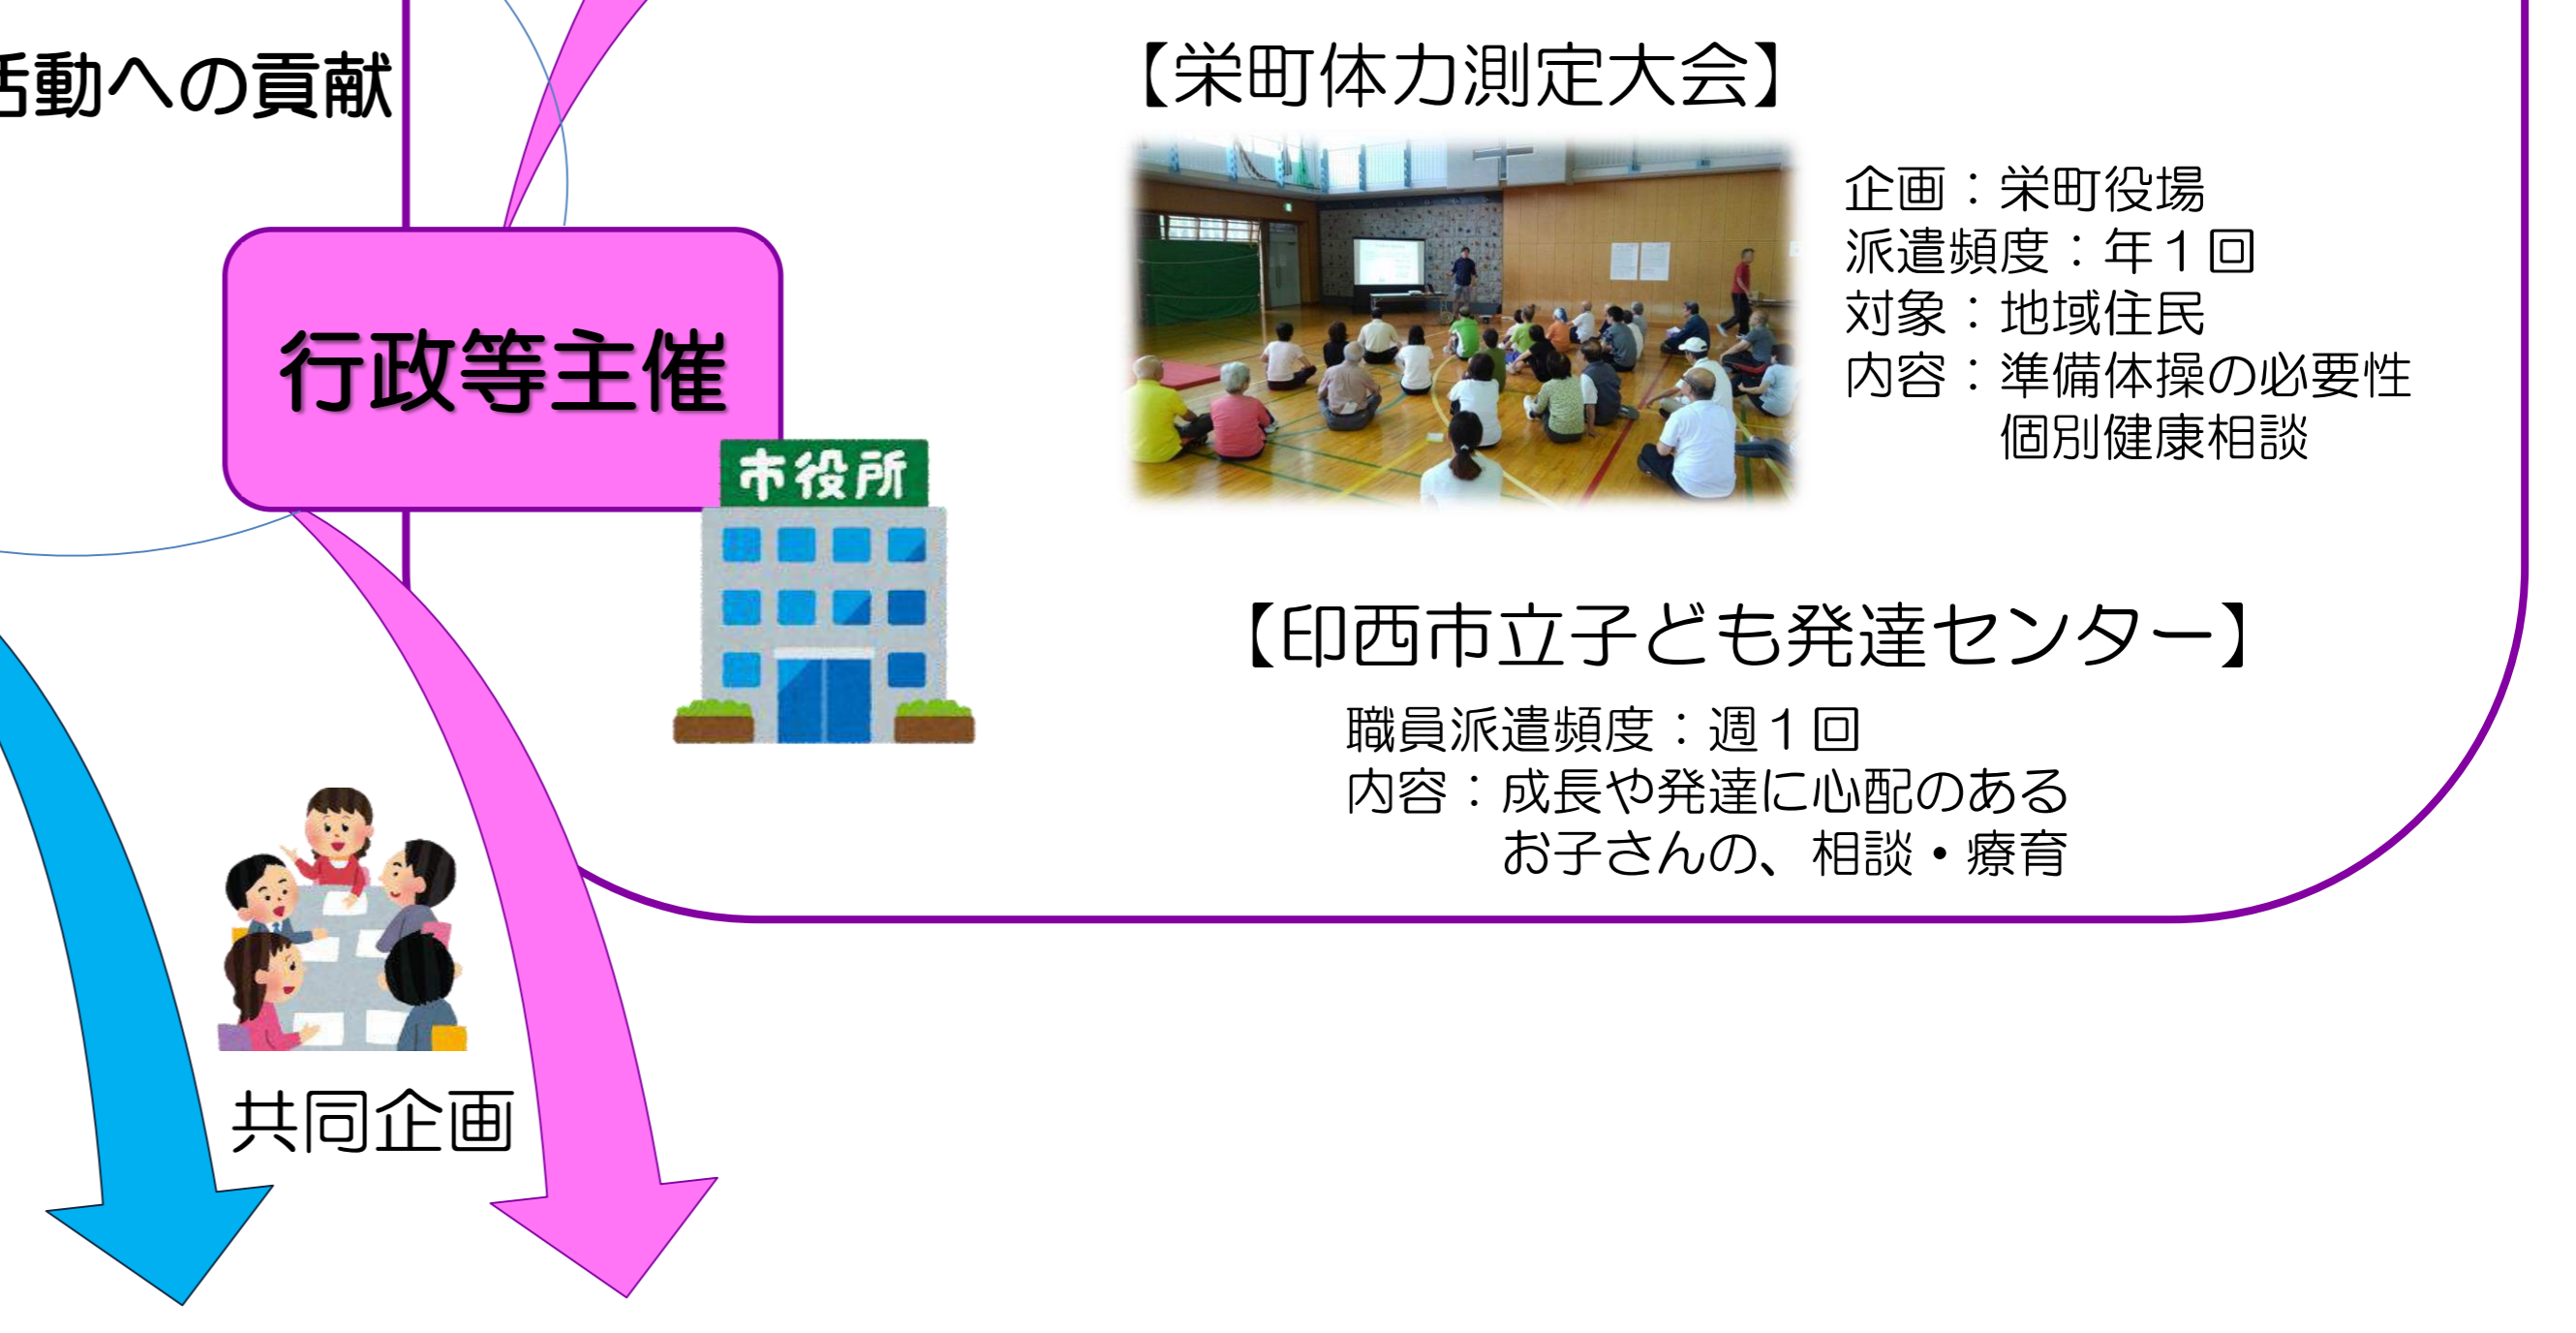 活動への貢献
【栄町体力測定大会】
企画：栄町役場
派遣頻度：年１回
対象：地域住民
内容：準備体操の必要性
個別健康相談
行政等主催
市役所
【印西市立子ども発達センター】
職員派遣頻度：週１回
内容：成長や発達に心配のある
お子さんの、相談・療育
共同企画